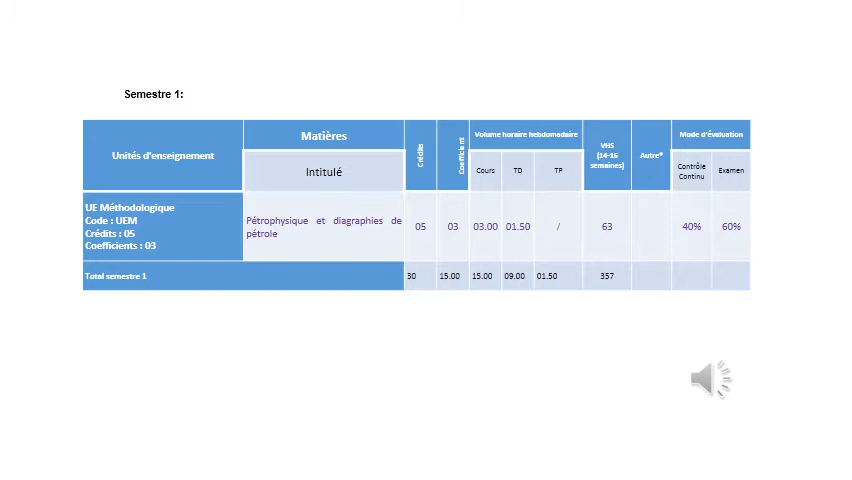 Semestre 1:
Unités d'enseignement
Matières
Crédits
Coefficient
Volume horaire hebdomadaire
VHS
(14-16
semaines)
Autre*
Mode d'évaluation
Intitulé
Cours
TD
TP
Contrôle
Continu
Examen
UE Méthodologique
Code : UEM
Crédits : 05
Coefficients : 03
Pétrophysique et diagraphies de
pétrole
05
03
03.00
01.50
/
63
40%
60%
Total semestre 1
30
15.00
15.00
09.00
01.50
357